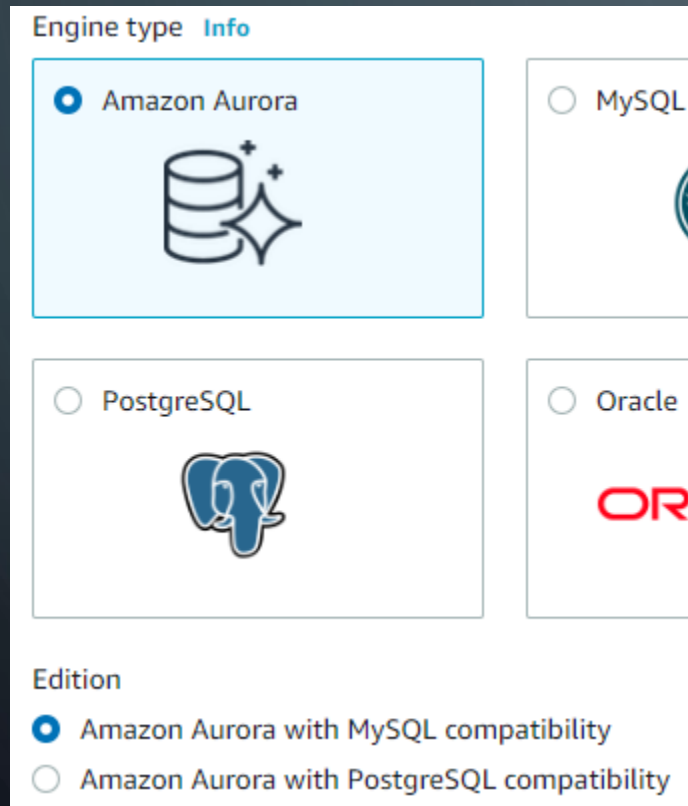 Engine type Info
Amazon Aurora
MySQL
PostgreSQL
Oracle
OR
Edition
Amazon Aurora with MySQL compatibility
Amazon Aurora with PostgreSQL compatibility